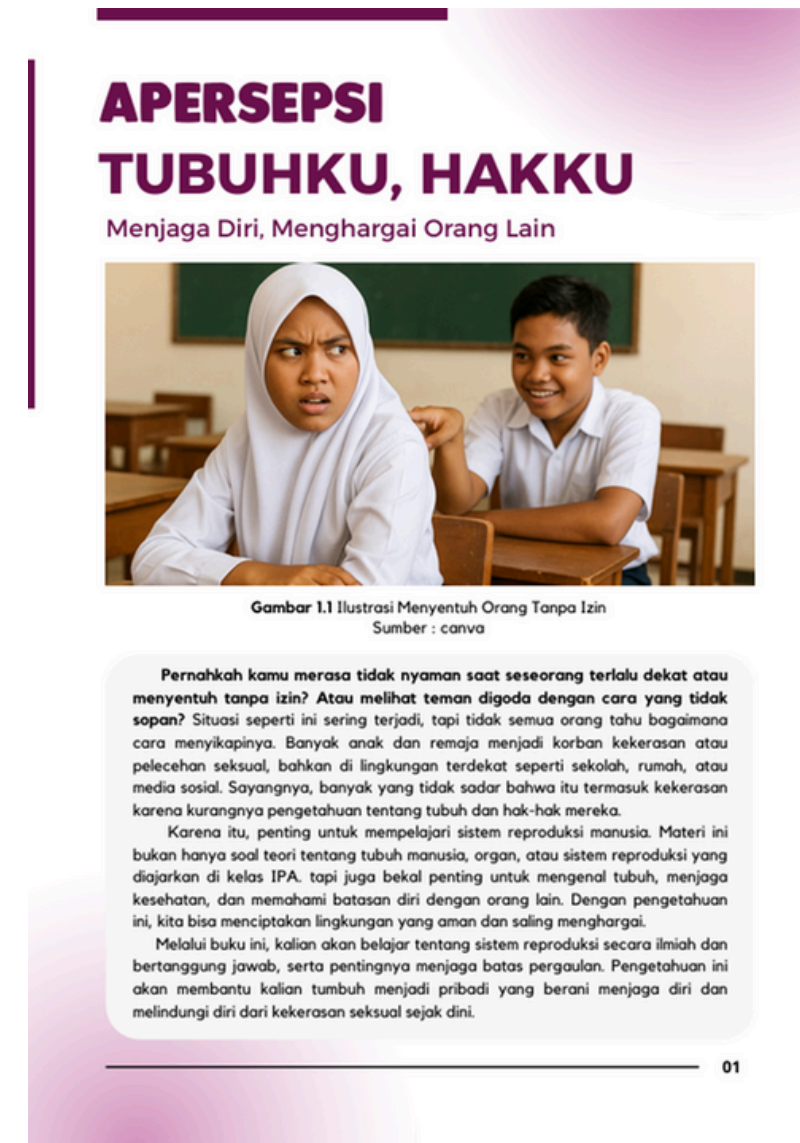 APERSEPSI
TUBUHKU, HAKKU
Menjaga Diri, Menghargai Orang Lain
Gambar 1.1 Ilustrasi Menyentuh Orang Tanpa Izin
Sumber : canva
Pernahkah kamu merasa tidak nyaman saat seseorang terlalu dekat atau
menyentuh tanpa izin? Atau melihat teman digoda dengan cara yang tidak
sopan? Situasi seperti ini sering terjadi, tapi tidak semua orang tahu bagaimana
cara menyikapinya. Banyak anak dan remaja menjadi korban kekerasan atau
pelecehan seksual, bahkan di lingkungan terdekat seperti sekolah, rumah, atau
media sosial. Sayangnya, banyak yang tidak sadar bahwa itu termasuk kekerasan
karena kurangnya pengetahuan tentang tubuh dan hak-hak mereka.
Karena itu, penting untuk mempelajari sistem reproduksi manusia. Materi ini
bukan hanya soal teori tentang tubuh manusia, organ, atau sistem reproduksi yang
diajarkan di kelas IPA. tapi juga bekal penting untuk mengenal tubuh, menjaga
kesehatan, dan memahami batasan diri dengan orang lain. Dengan pengetahuan
ini, kita bisa menciptakan lingkungan yang aman dan saling menghargai.
Melalui buku ini, kalian akan belajar tentang sistem reproduksi secara ilmiah dan
bertanggung jawab, serta pentingnya menjaga batas pergaulan. Pengetahuan ini
akan membantu kalian tumbuh menjadi pribadi yang berani menjaga diri dan
melindungi diri dari kekerasan seksual sejak dini.
01